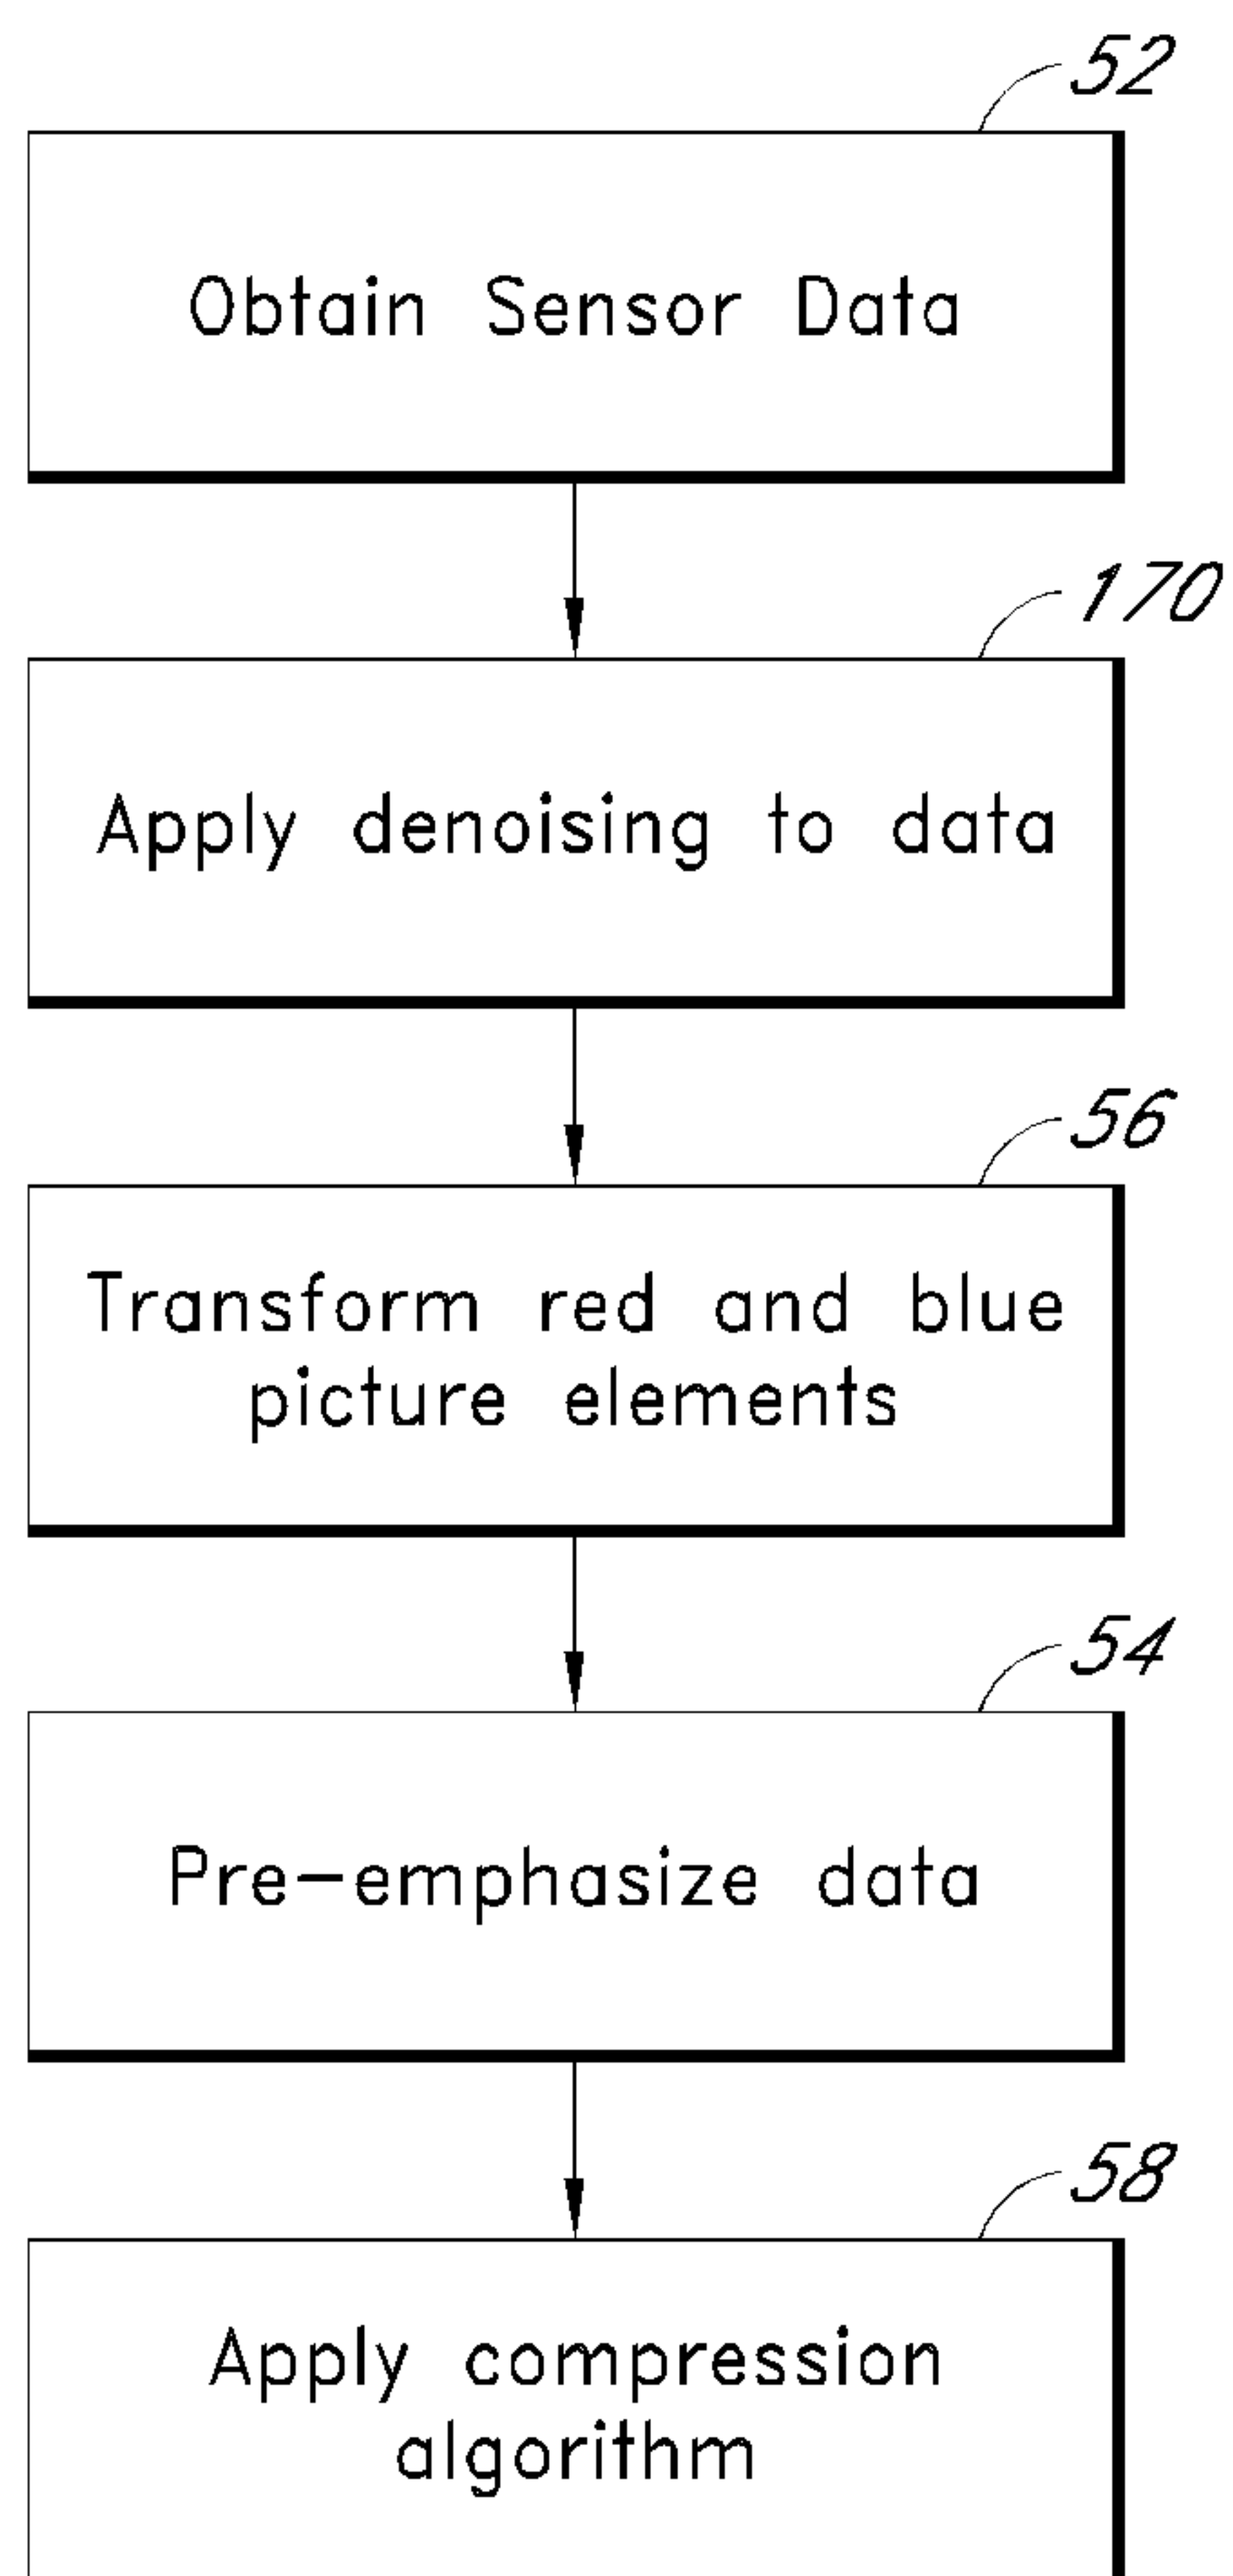 52
Obtain Sensor Data
170
Apply denoising to data
56
Transform red and blue
picture elements
54
Pre-emphasize data
58
Apply compression
algorithm